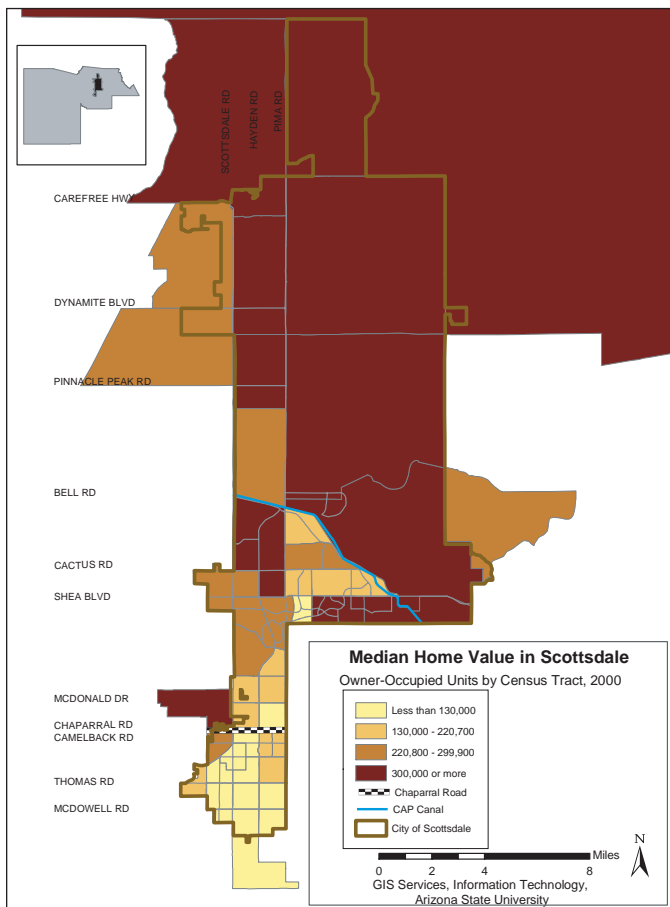 SCOTTSDALE RD
HAYDEN RD
PIMA RD
CAREFREE HWY
DYNAMITE BLVD
PINNACLE PEAK RD
BELL RD
CACTUS RD
SHEA BLVD
MCDONALD DR
CHAPARRAL RD
CAMELBACK RD
THOMAS RD
MCDOWELL RD
Median Home Value in Scottsdale
Owner-Occupied Units by Census Tract, 2000
Less than 130,000
130,000 - 220,700
220,800 - 299,900
300,000 or more
Chaparral Road
CAP Canal
City of Scottsdale
N
Miles
0 2 4 8
GIS Services, Information Technology,
Arizona State University